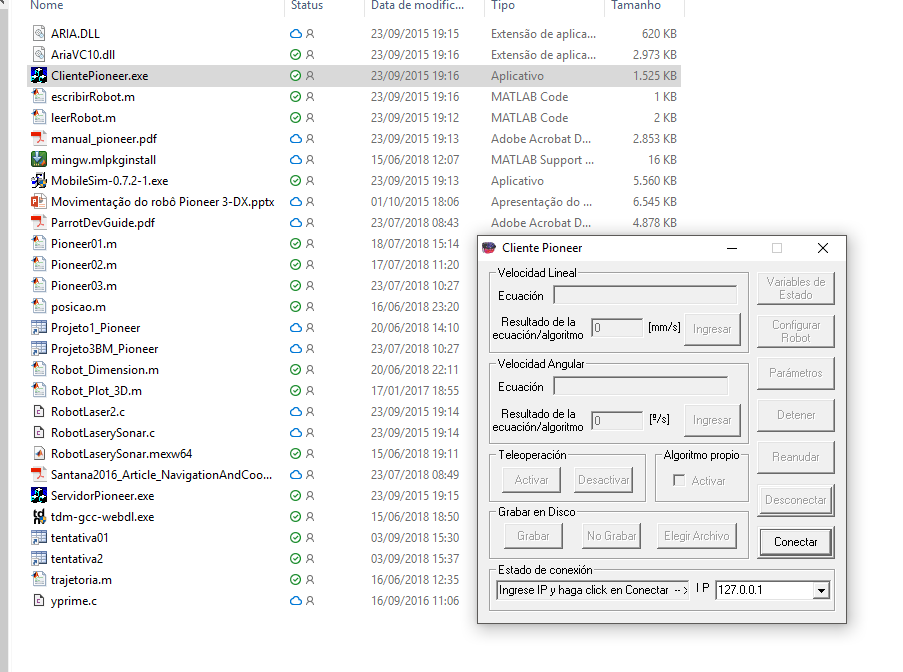 Nome Status Data de modific... Tipo Tamanho
ARIA.DLL 23/09/2015 19:15 Extensão de aplica... 620 KB
AriaVC10.dll 23/09/2015 19:16 Extensão de aplica... 2.973 KB
ClientePioneer.exe 23/09/2015 19:16 Aplicativo 1.525 KB
escribirRobot.m 23/09/2015 19:16 MATLAB Code 1 KB
leerRobot.m 23/09/2015 19:12 MATLAB Code 2 KB
manual_pioneer.pdf 23/09/2015 19:13 Adobe Acrobat D... 2.853 KB
mingw.mlpkginstall 15/06/2018 12:07 MATLAB Support ... 16 KB
MobileSim-0.7.2-1.exe 23/09/2015 19:13 Aplicativo 5.560 KB
Movimentação do robô Pioneer 3-DX.pptx 01/10/2015 18:06 Apresentação do ... 6.545 KB
ParrotDevGuide.pdf 23/07/2018 08:43 Adobe Acrobat D... 4.878 KB
Pioneer01.m 18/07/2018 15:14
Pioneer02.m 17/07/2018 11:20
Pioneer03.m 23/07/2018 10:27
posicao.m 16/06/2018 23:20
Projeto1_Pioneer 20/06/2018 14:10
Projeto3BM_Pioneer 23/07/2018 10:27
Robot_Dimension.m 20/06/2018 22:11
Robot_Plot_3D.m 17/01/2017 18:55
RobotLaser2.c 23/09/2015 19:14
RobotLaserySonar.c 23/09/2015 19:14
RobotLaserySonar.mexw64 15/06/2018 19:11
Santana2016_Article_NavigationAndCoo... 23/07/2018 08:49
ServidorPioneer.exe 23/09/2015 19:15
tdm-gcc-webdl.exe 15/06/2018 18:50
tentativa01 03/09/2018 15:30
tentativa2 03/09/2018 15:37
trajetoria.m 16/06/2018 12:35
yprime.c 16/09/2016 11:06
Cliente Pioneer
Velocidad Lineal
Ecuación
Resultado de la
ecuación/algoritmo 0 [mm/s] Ingresar
Velocidad Angular
Ecuación
Resultado de la
ecuación/algoritmo 0 [º/s] Ingresar
Teleoperación
Activar Desactivar
Algoritmo propio
Activar
Grabar en Disco
Grabar No Grabar Elegir Archivo
Variables de
Estado
Configurar
Robot
Parámetros
Detener
Reanudar
Desconectar
Conectar
Estado de conexión
Ingrese IP y haga click en Conectar --> IP 127.0.0.1